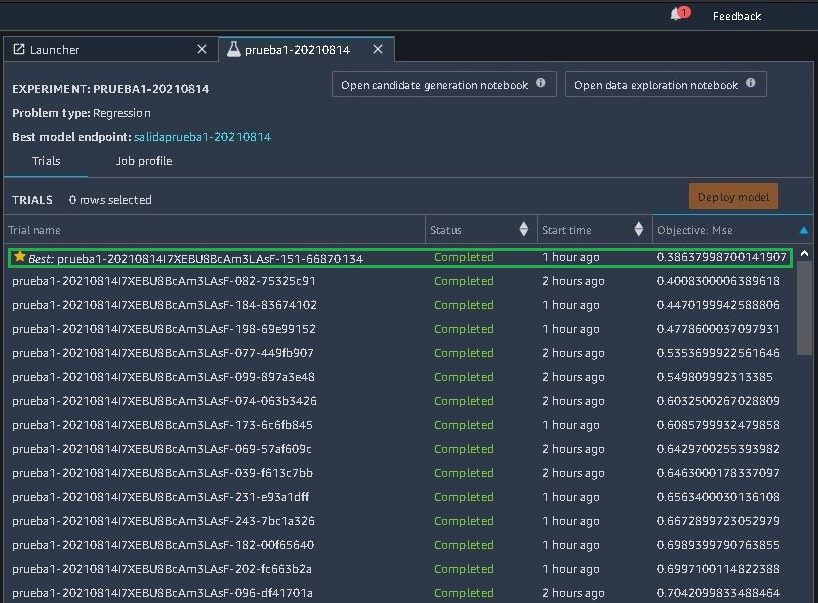 1 Feedback
Launcher prueba1-20210814
EXPERIMENT: PRUEBA1-20210814 Open candidate generation notebook Open data exploration notebook
Problem type: Regression
Best model endpoint: salidaprueba1-20210814
Trials Job profile
TRIALS 0 rows selected Deploy model
Trial name Status Start time Objective: Mse
Best: prueba1-20210814I7XEBU8BcAm3LAsF-151-66870134 Completed 1 hour ago 0.38637998700141907
prueba1-20210814I7XEBU8BcAm3LAsF-082-75325c91 Completed 2 hours ago 0.4008300006389618
prueba1-20210814I7XEBU8BcAm3LAsF-184-83674102 Completed 1 hour ago 0.4470199942588806
prueba1-20210814I7XEBU8BcAm3LAsF-198-69e99152 Completed 1 hour ago 0.4778600037097931
prueba1-20210814I7XEBU8BcAm3LAsF-077-449fb907 Completed 2 hours ago 0.5353699922561646
prueba1-20210814I7XEBU8BcAm3LAsF-099-897a3e48 Completed 2 hours ago 0.549809992313385
prueba1-20210814I7XEBU8BcAm3LAsF-074-063b3426 Completed 2 hours ago 0.6032500267028809
prueba1-20210814I7XEBU8BcAm3LAsF-173-6c6fb845 Completed 1 hour ago 0.6085799932479858
prueba1-20210814I7XEBU8BcAm3LAsF-069-57af609c Completed 2 hours ago 0.6429700255393982
prueba1-20210814I7XEBU8BcAm3LAsF-039-f613c7bb Completed 2 hours ago 0.6463000178337097
prueba1-20210814I7XEBU8BcAm3LAsF-231-e93a1dff Completed 1 hour ago 0.6563400030136108
prueba1-20210814I7XEBU8BcAm3LAsF-243-7bc1a326 Completed 1 hour ago 0.6672899723052979
prueba1-20210814I7XEBU8BcAm3LAsF-182-00f65640 Completed 1 hour ago 0.6989399790763855
prueba1-20210814I7XEBU8BcAm3LAsF-202-fc663b2a Completed 1 hour ago 0.6997100114822388
prueba1-20210814I7XEBU8BcAm3LAsF-096-df41701a Completed 2 hours ago 0.7042099833488464